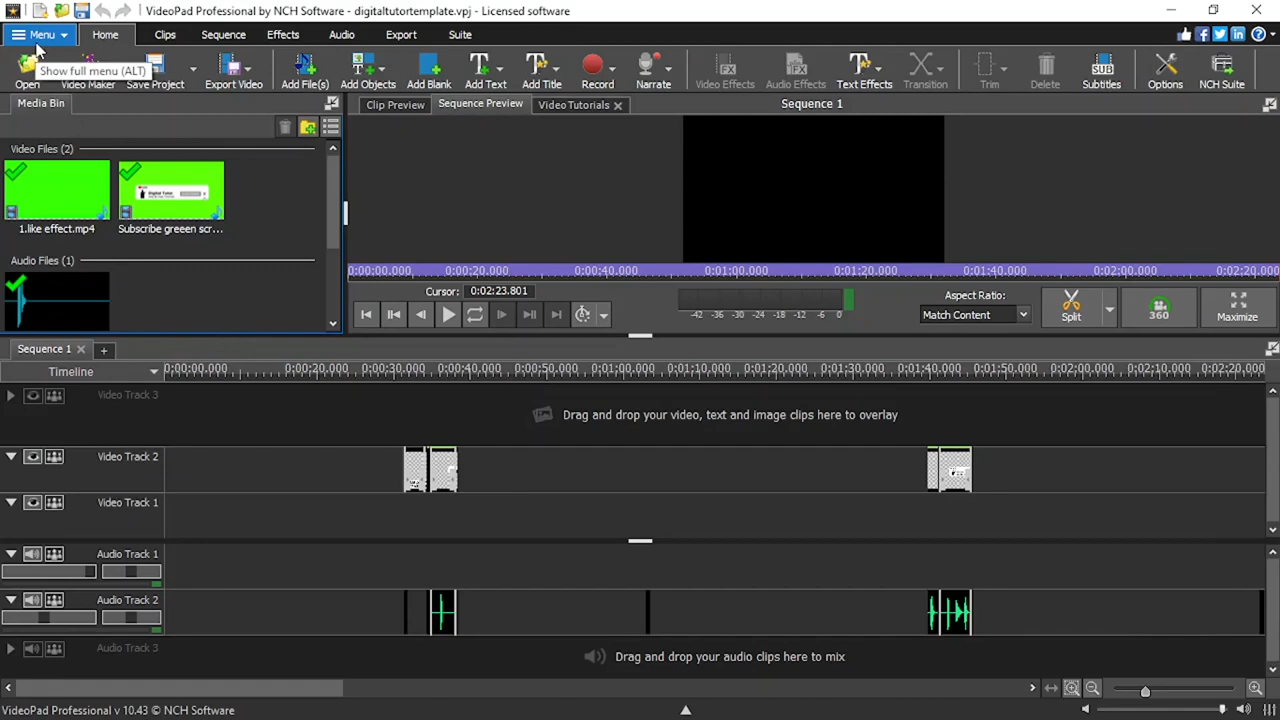 VideoPad Professional by NCH Software - digitaltutortemplate.vpj - Licensed software
Menu Home Clips Sequence Effects Audio Export Suite
Show full menu (ALT)
Open Video Maker Save Project Export Video Add File(s) Add Objects Add Blank Add Text Add Title Record Narrate Video Effects Audio Effects Text Effects Transition Trim Delete Subtitles Options NCH Suite
Media Bin
Clip Preview Sequence Preview Video Tutorials Sequence 1
Video Files (2)
1.like effect.mp4 Subscribe greeen scr...
Audio Files (1)
0:00:00.000 0:00:20.000 0:00:40.000 0:01:00.000 0:01:20.000 0:01:40.000 0:02:00.000 0:02:20.000
Cursor: 0:02:23.801
-42 -36 -30 -24 -18 -12 -6 0
Aspect Ratio:
Match Content
Split 360 Maximize
Sequence 1
Timeline 0:00:00.000 0:00:20.000 0:00:30.000 0:00:40.000 0:00:50.000 0:01:00.000 0:01:10.000 0:01:20.000 0:01:30.000 0:01:40.000 0:01:50.000 0:02:00.000 0:02:10.000 0:02:20.000
Video Track 3
Drag and drop your video, text and image clips here to overlay
Video Track 2
Video Track 1
Audio Track 1
Audio Track 2
Audio Track 3
Drag and drop your audio clips here to mix
VideoPad Professional v 10.43 © NCH Software